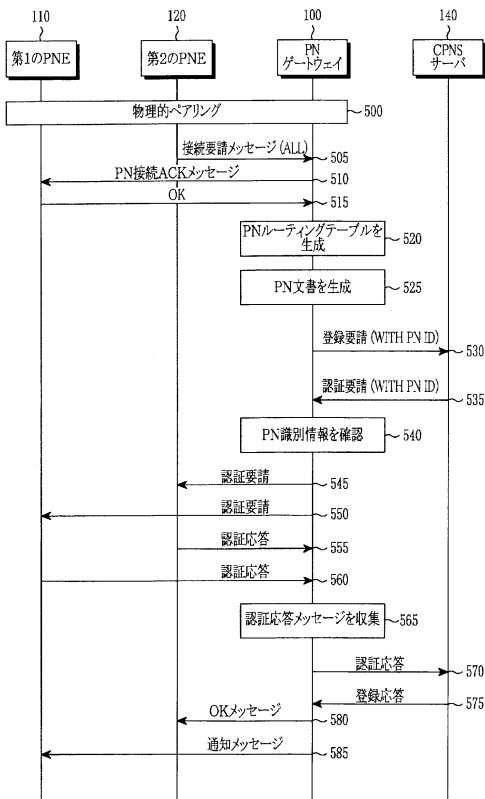 110
120
100
140
第1のPNE
第2のPNE
PN
ゲートウェイ
CPNS
サーバ
物理的ペアリング
500
接続要請メッセージ(ALL)
505
PN接続ACKメッセージ
510
OK
515
PNルーティングテーブルを
生成
520
PN文書を生成
525
登録要請(WITH PN ID)
530
認証要請(WITH PN ID)
535
PN識別情報を確認
540
認証要請
545
認証要請
550
認証応答
555
認証応答
560
認証応答メッセージを収集
565
認証応答
570
登録応答
575
OKメッセージ
580
通知メッセージ
585